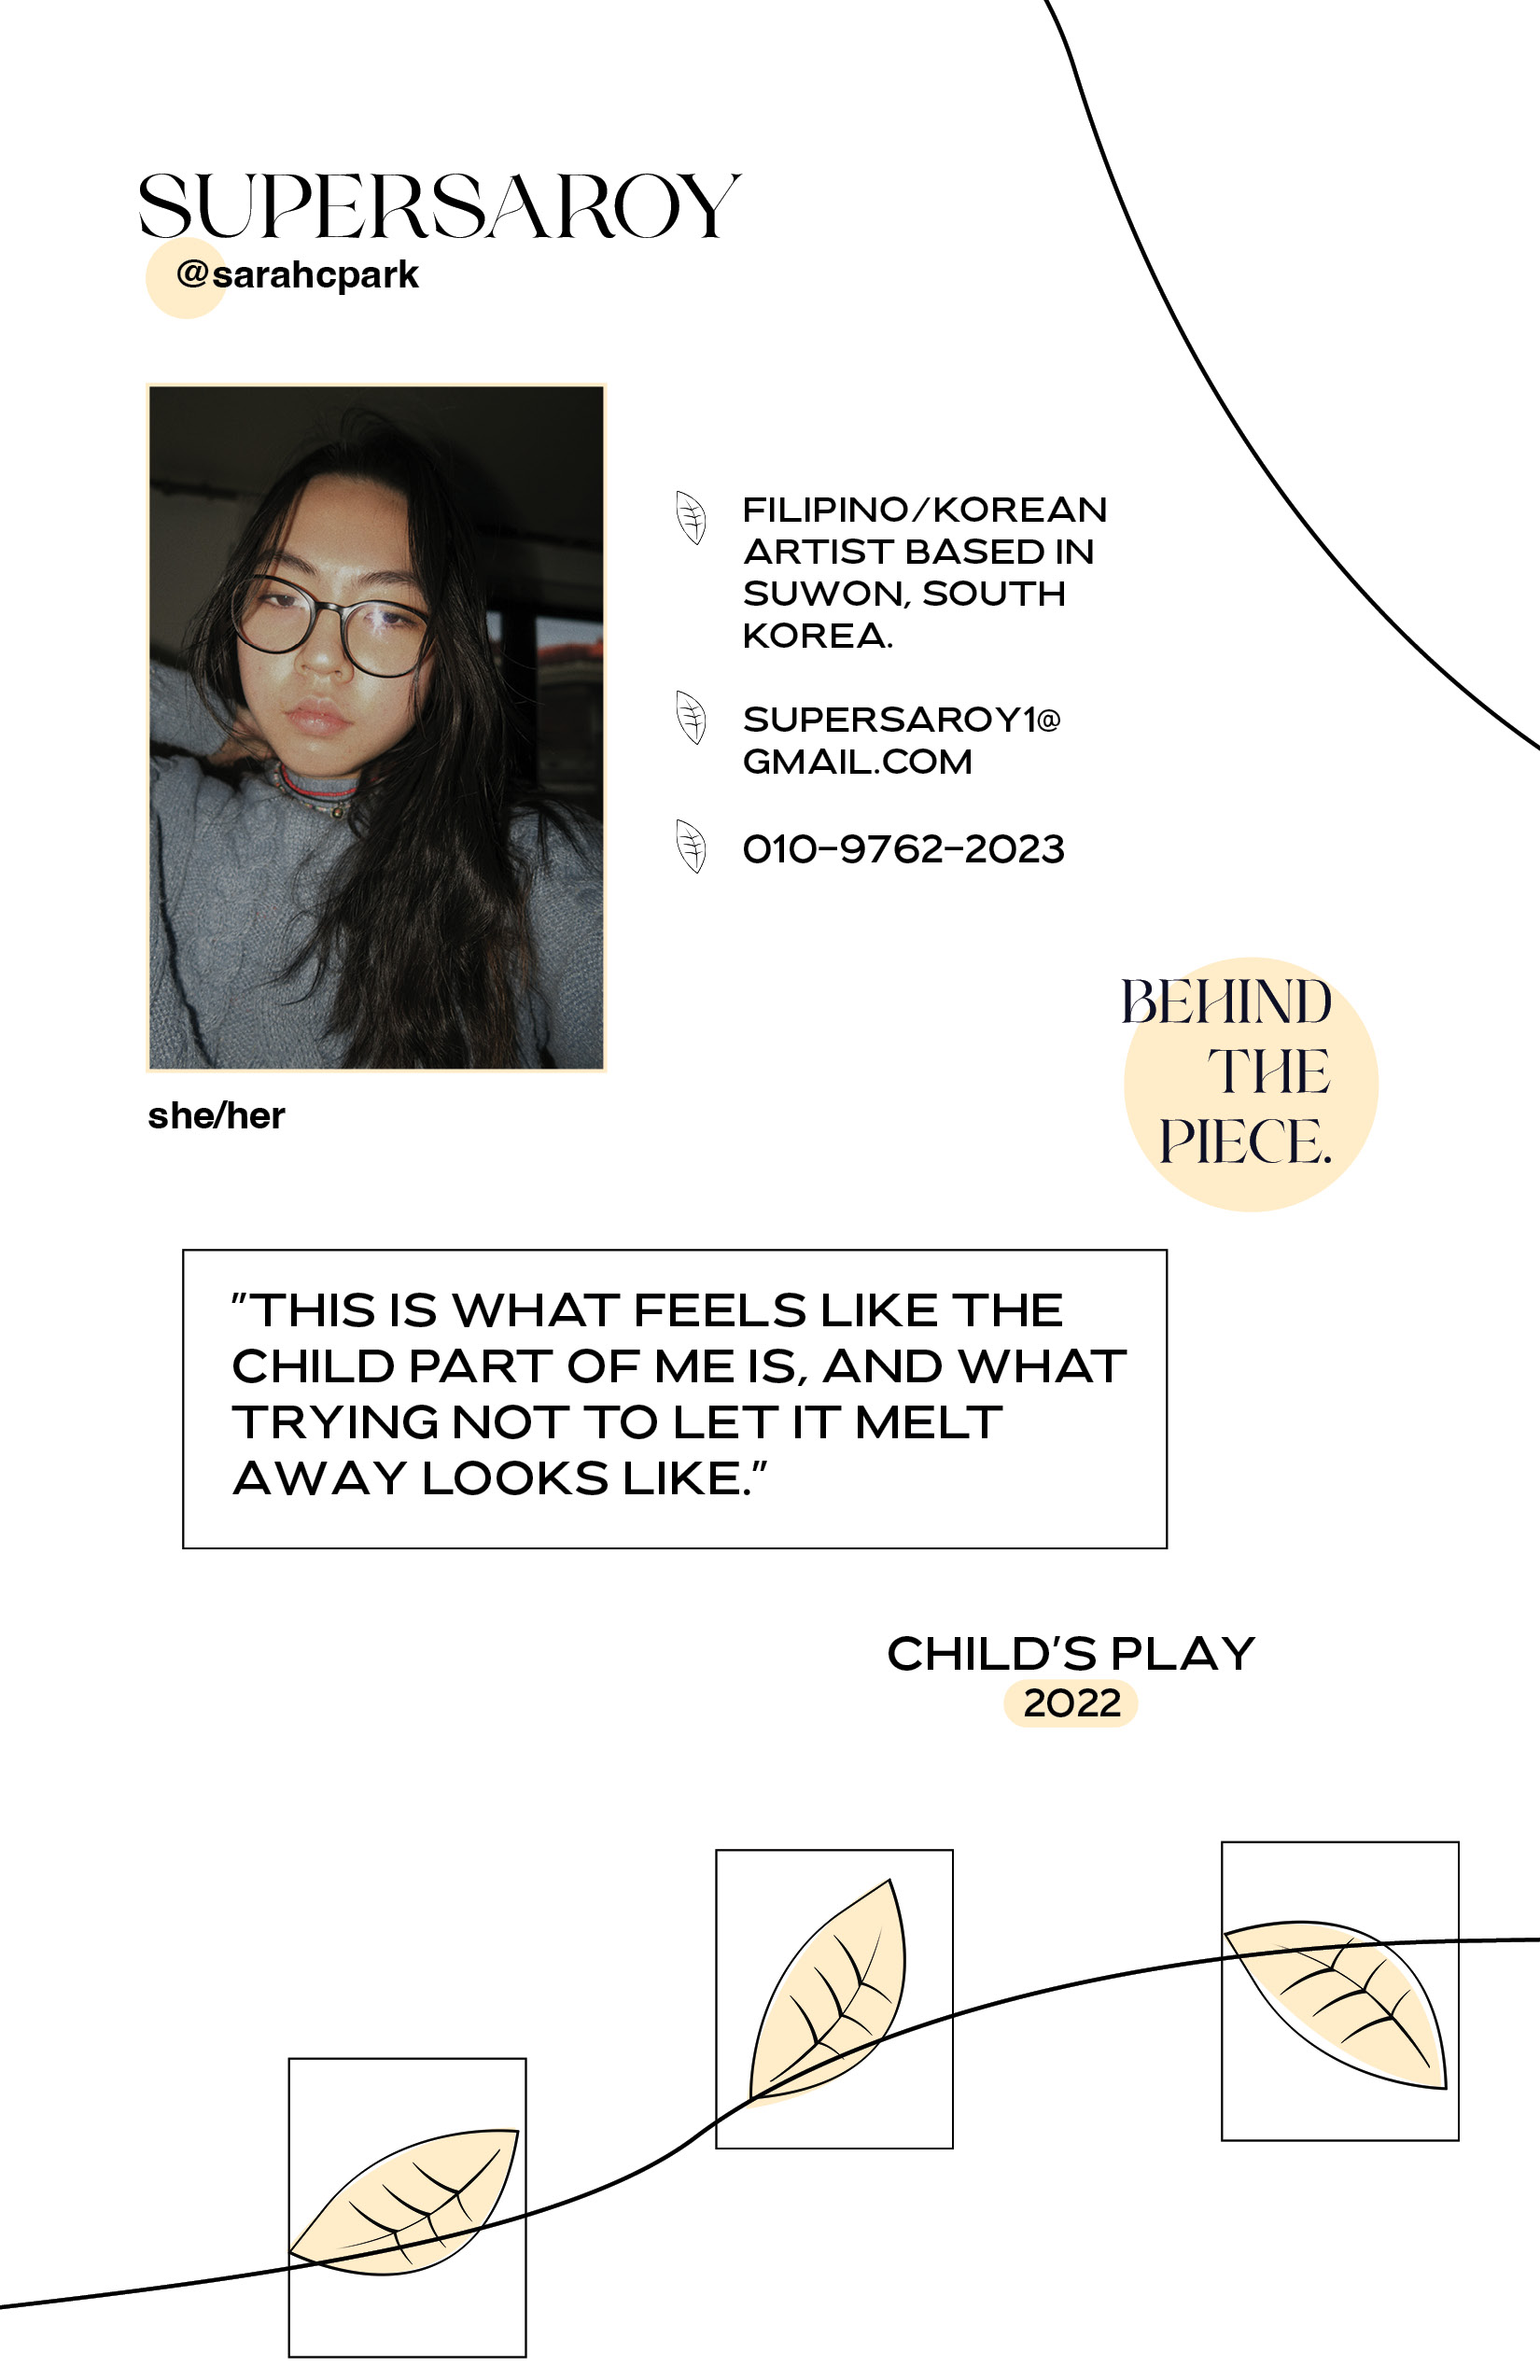 SUPERSAROY
@sarahcpark
FILIPINO/KOREAN
ARTIST BASED IN
SUWON, SOUTH
KOREA.
SUPERSAROY1@
GMAIL.COM
010-9762-2023
she/her
BEHIND
THE
PIECE.
"THIS IS WHAT FEELS LIKE THE
CHILD PART OF ME IS, AND WHAT
TRYING NOT TO LET IT MELT
AWAY LOOKS LIKE."
CHILD'S PLAY
2022